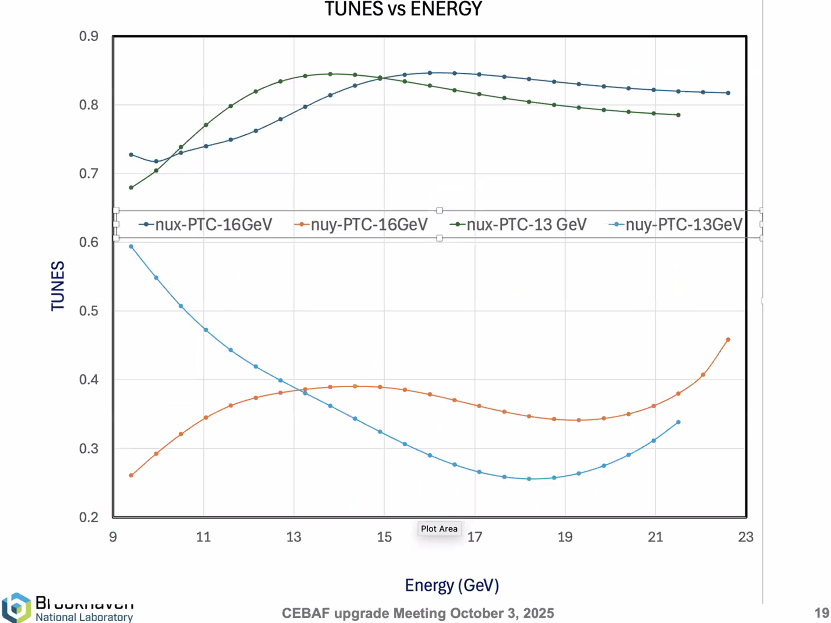 TUNES vs ENERGY
0.9
0.8
0.7
nux-PTC-16GeV nuy-PTC-16GeV nux-PTC-13 GeV nuy-PTC-13GeV
0.6
TUNES
0.5
0.4
0.3
0.2
Plot Area
9 11 13 15 17 19 21 23
Energy (GeV)
Brookhaven
National Laboratory
CEBAF upgrade Meeting October 3, 2025
19